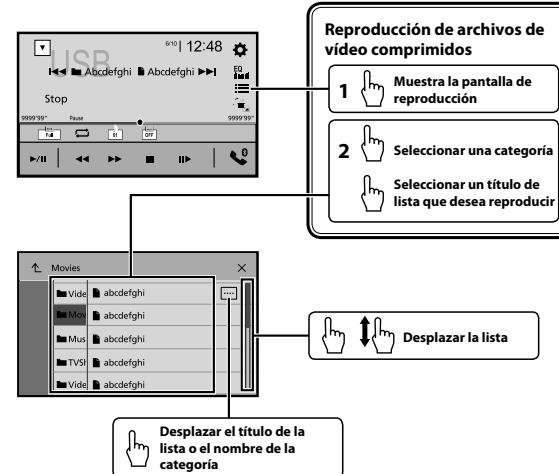 Reproducción de archivos de
vídeo comprimidos
1
Muestra la pantalla de
reproducción
2
Seleccionar una categoría
Seleccionar un título de
lista que desea reproducir
USB
6/10
12:48
EQ
Abcdefghi
Abcdefghi
Stop
9999'99"
Pause
9999'99"
Full
01
OFF
0
Movies
Vide
abcdefghi
Mov
abcdefghi
Mus
abcdefghi
TVSh
abcdefghi
Vide
abcdefghi
Desplazar la lista
Desplazar el título de la
lista o el nombre de la
categoría